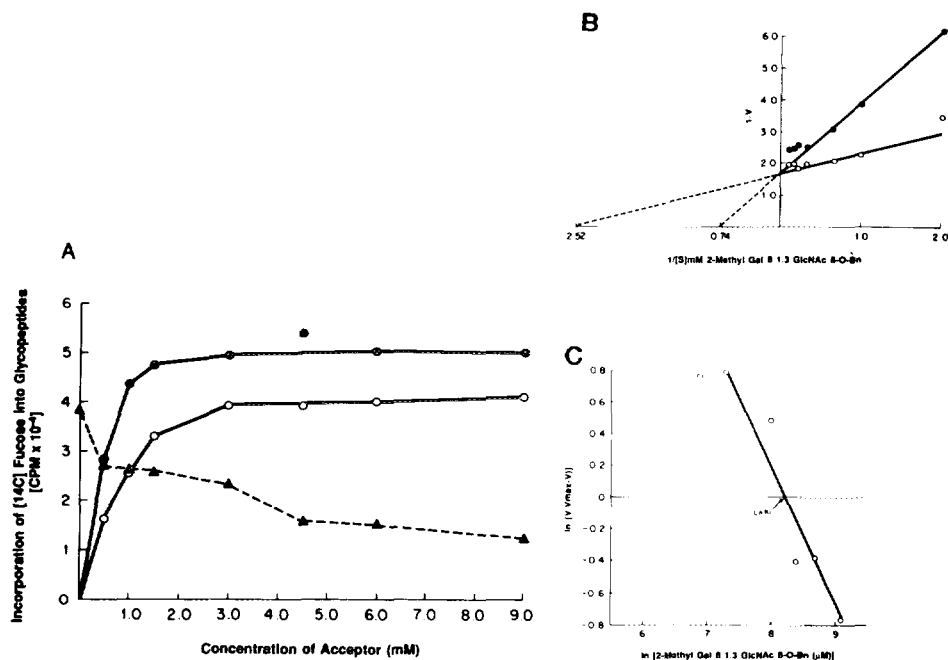 A
Incorporation of [14C] Fucose into Glycopeptides
[CPM x 10-4]
6
5
4
3
2
1
0
1.0 2.0 3.0 4.0 5.0 6.0 7.0 8.0 9.0
Concentration of Acceptor (mM)
B
1/V
6.0
5.0
4.0
3.0
2.0
1.0
2.52 0.74 1.0 2.0
1/[S]mM 2-Methyl Gal β 1.3 GlcNAc β-O-Bn
C
ln [V/Vmax-V)]
0.8
0.6
0.4
0.2
0
-0.2
-0.4
-0.6
-0.8
6 7 8 9
ln [2-Methyl Gal β 1.3 GlcNAc β-O-Bn (μM)]